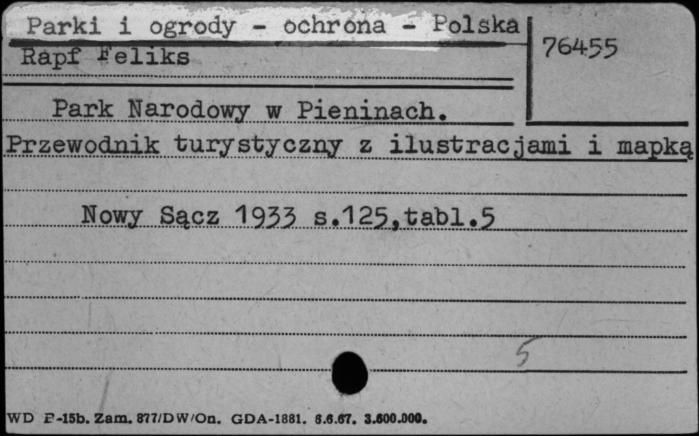 Parki i ogrody - ochrona - Polska
76455
Rapf Feliks
Park Narodowy w Pieninach.
Przewodnik turystyczny z ilustracjami i mapką
Nowy Sącz 1933 s.125,tabl.5
5
WD P-15b. Zam. 877/DW/On. GDA-1881. 6.6.67. 3.600.000.